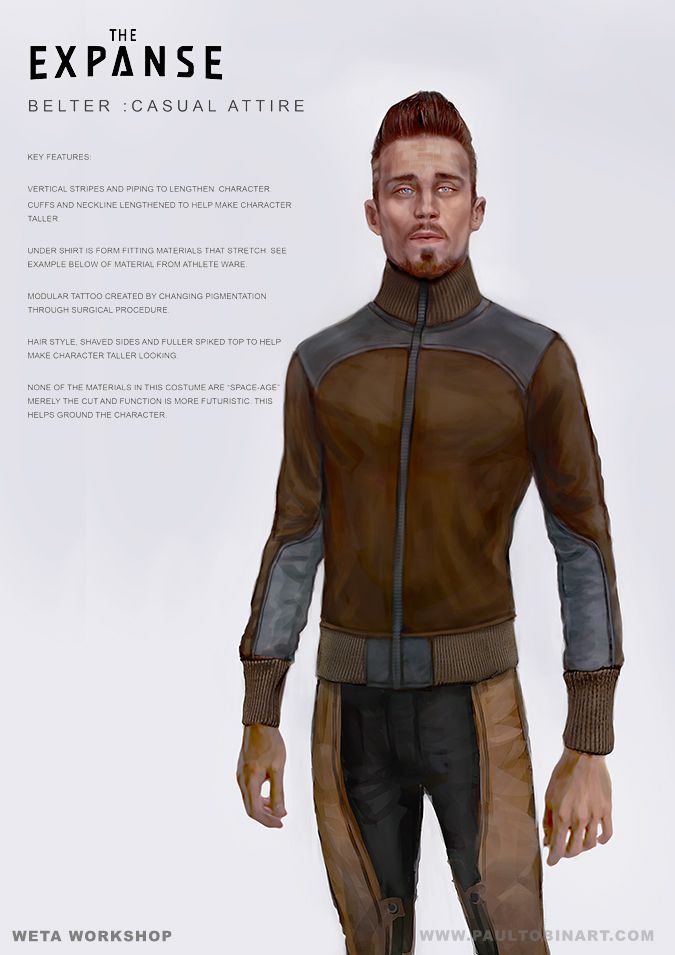 THE
EXPANSE
BELTER :CASUAL ATTIRE
KEY FEATURES:
VERTICAL STRIPES AND PIPING TO LENGTHEN CHARACTER
CUFFS AND NECKLINE LENGTHENED TO HELP MAKE CHARACTER
TALLER.
UNDER SHIRT IS FORM FITTING MATERIALS THAT STRETCH SEE
EXAMPLE BELOW OF MATERIAL FROM ATHLETE WARE.
MODULAR TATTOO CREATED BY CHANGING PIGMENTATION
THROUGH SURGICAL PROCEDURE.
HAIR STYLE, SHAVED SIDES AND FULLER SPIKED TOP TO HELP
MAKE CHARACTER TALLER LOOKING.
NONE OF THE MATERIALS IN THIS COSTUME ARE “SPACE-AGE”
MERELY THE CUT AND FUNCTION IS MORE FUTURISTIC. THIS
HELPS GROUND THE CHARACTER.
WETA WORKSHOP
WWW.PAULTOBINART.COM